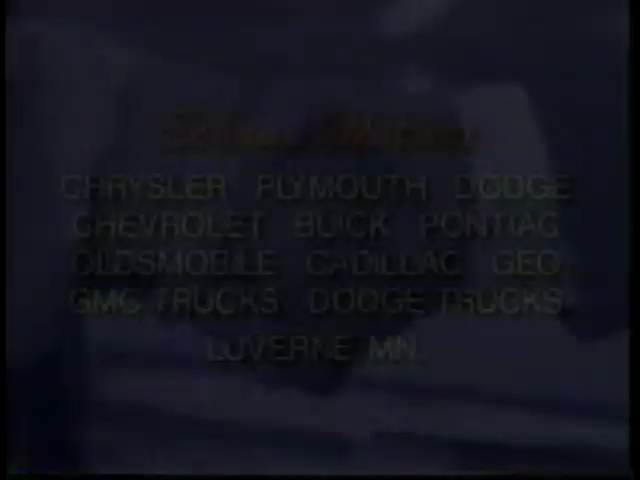 CHRYSLER PLYMOUTH DODGE
CHEVROLET BUICK PONTIAC
OLDSMOBILE CADILLAC GEO
GMC TRUCKS DODGE TRUCKS
LUVERNE MN.